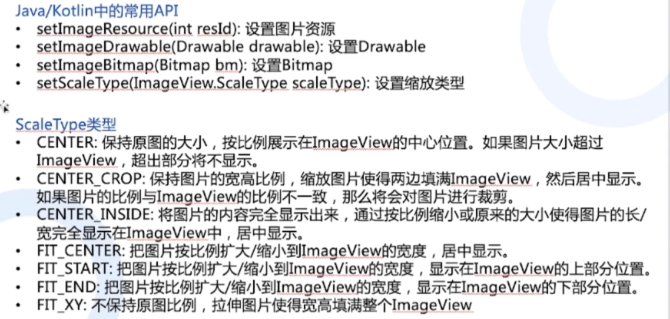 Java/Kotlin中的常用API
• setImageResource(int resId): 设置图片资源
• setImageDrawable(Drawable drawable): 设置Drawable
• setImageBitmap(Bitmap bm): 设置Bitmap
• setScaleType(ImageView.ScaleType scaleType): 设置缩放类型
ScaleType类型
• CENTER: 保持原图的大小，按比例展示在ImageView的中心位置。如果图片大小超过
ImageView，超出部分将不显示。
• CENTER_CROP: 保持图片的宽高比例，缩放图片使得两边填满ImageView，然后居中显示。
如果图片的比例与ImageView的比例不一致，那么将会对图片进行裁剪。
• CENTER_INSIDE: 将图片的内容完全显示出来，通过按比例缩小或原来的大小使得图片的长/
宽完全显示在ImageView中，居中显示。
• FIT_CENTER: 把图片按比例扩大/缩小到ImageView的宽度，居中显示。
• FIT_START: 把图片按比例扩大/缩小到ImageView的宽度，显示在ImageView的上部分位置。
• FIT_END: 把图片按比例扩大/缩小到ImageView的宽度，显示在ImageView的下部分位置。
• FIT_XY: 不保持原图比例，拉伸图片使得宽高填满整个ImageView